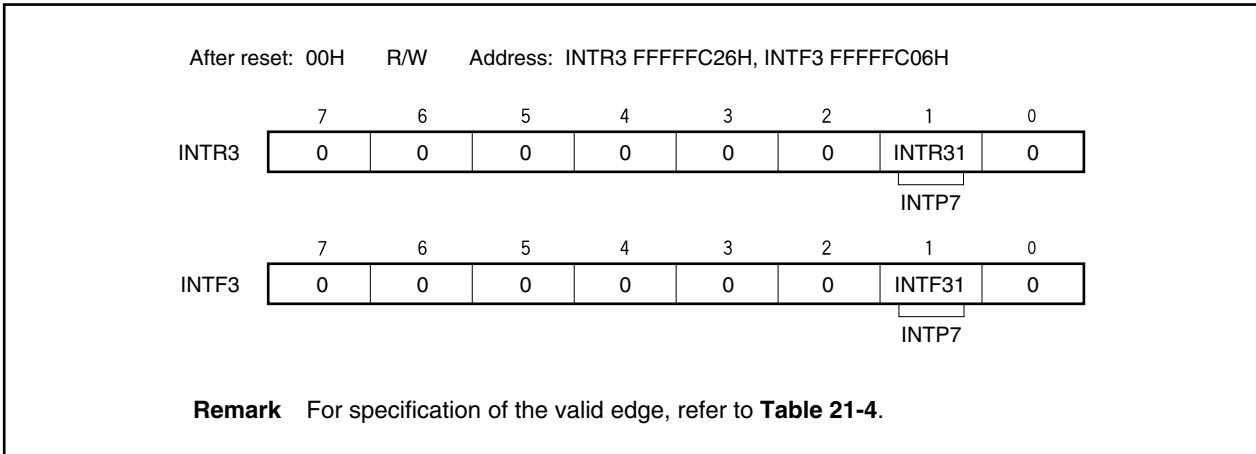 After reset: 00H R/W Address: INTR3 FFFFFC26H, INTF3 FFFFFC06H
7 6 5 4 3 2 1 0
INTR3 0 0 0 0 0 0 INTR31 0
INTP7
7 6 5 4 3 2 1 0
INTF3 0 0 0 0 0 0 INTF31 0
INTP7
Remark For specification of the valid edge, refer to Table 21-4.